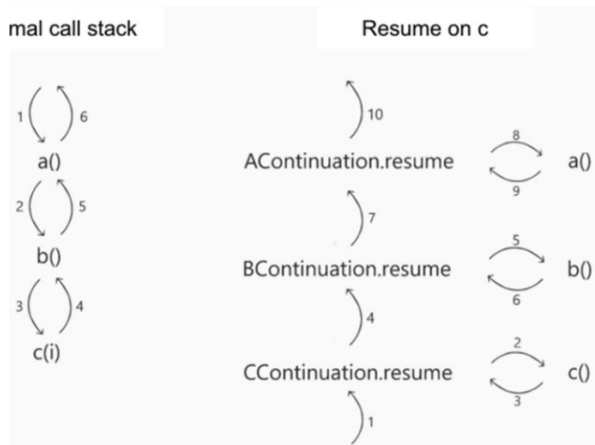 mal call stack
Resume on c
1
6
a()
2
5
b()
3
4
c(i)
10
AContinuation.resume
8
9
a()
7
BContinuation.resume
5
6
b()
4
CContinuation.resume
2
3
c()
1